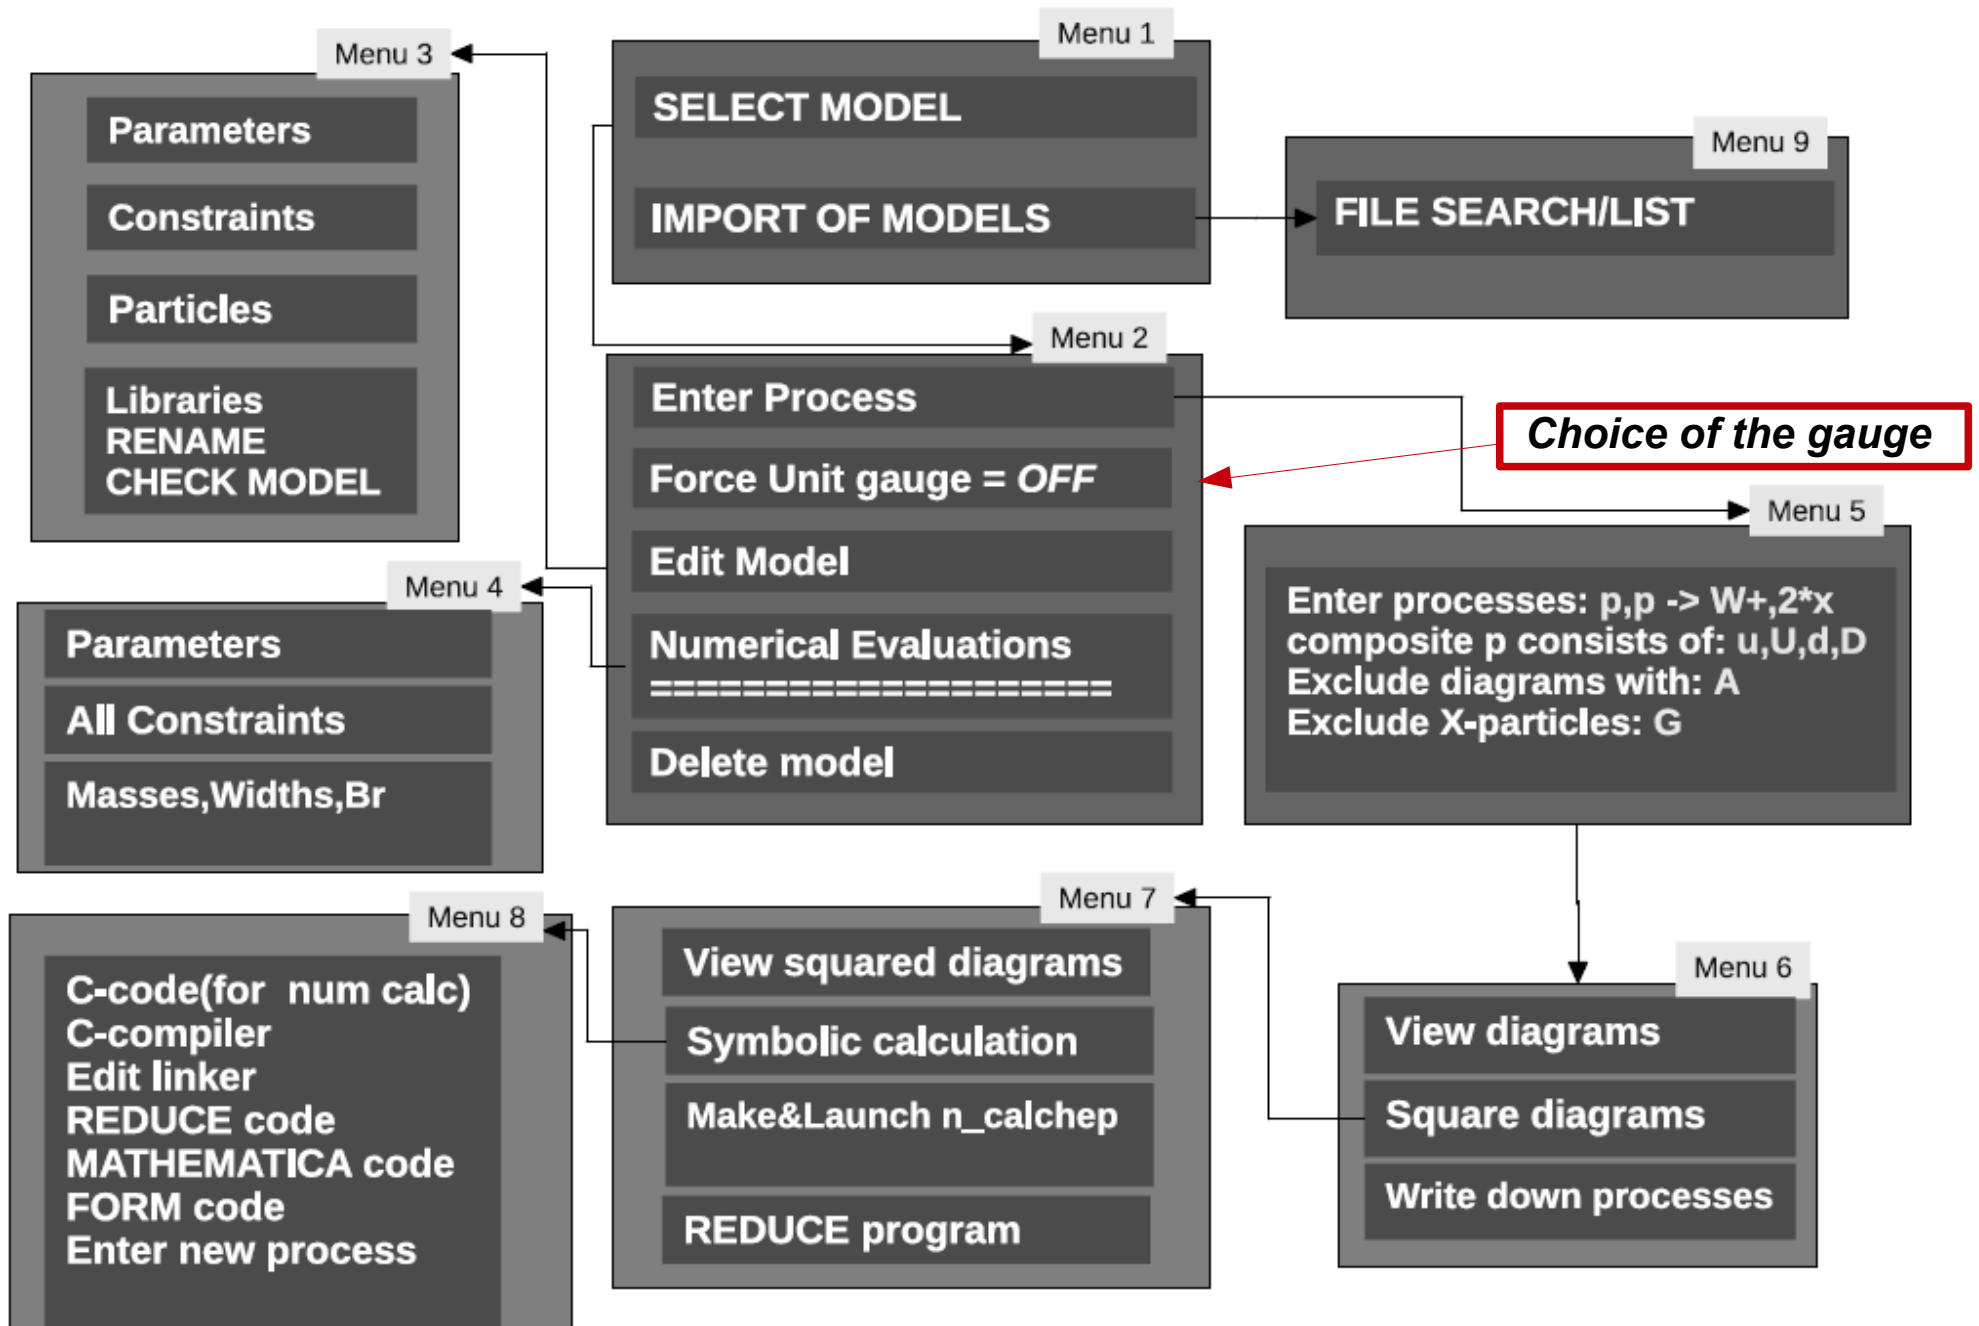 Menu 1
SELECT MODEL
IMPORT OF MODELS
Menu 9
FILE SEARCH/LIST
Menu 3
Parameters
Constraints
Particles
Libraries
RENAME
CHECK MODEL
Menu 2
Enter Process
Force Unit gauge = OFF
Edit Model
Numerical Evaluations
====================
Delete model
Choice of the gauge
Menu 4
Parameters
All Constraints
Masses,Widths,Br
Menu 5
Enter processes: p,p -> W+,2*x
composite p consists of: u,U,d,D
Exclude diagrams with: A
Exclude X-particles: G
Menu 6
View diagrams
Square diagrams
Write down processes
Menu 7
View squared diagrams
Symbolic calculation
Make&Launch n_calchep
REDUCE program
Menu 8
C-code(for  num calc)
C-compiler
Edit linker
REDUCE code
MATHEMATICA code
FORM code
Enter new process